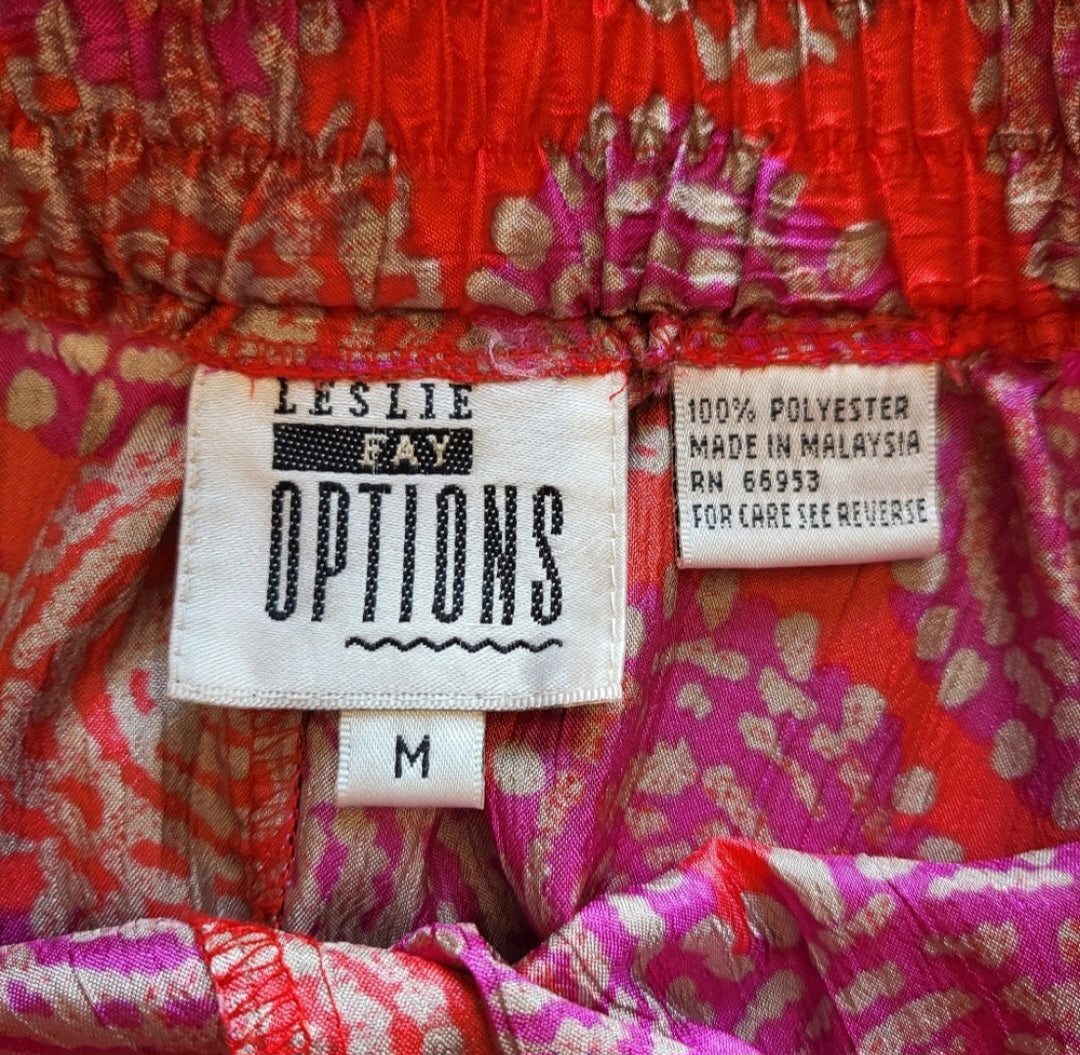 LESLIE
FAY
OPTIONS
M
100% POLYESTER
MADE IN MALAYSIA
RN 66953
FOR CARE SEE REVERSE